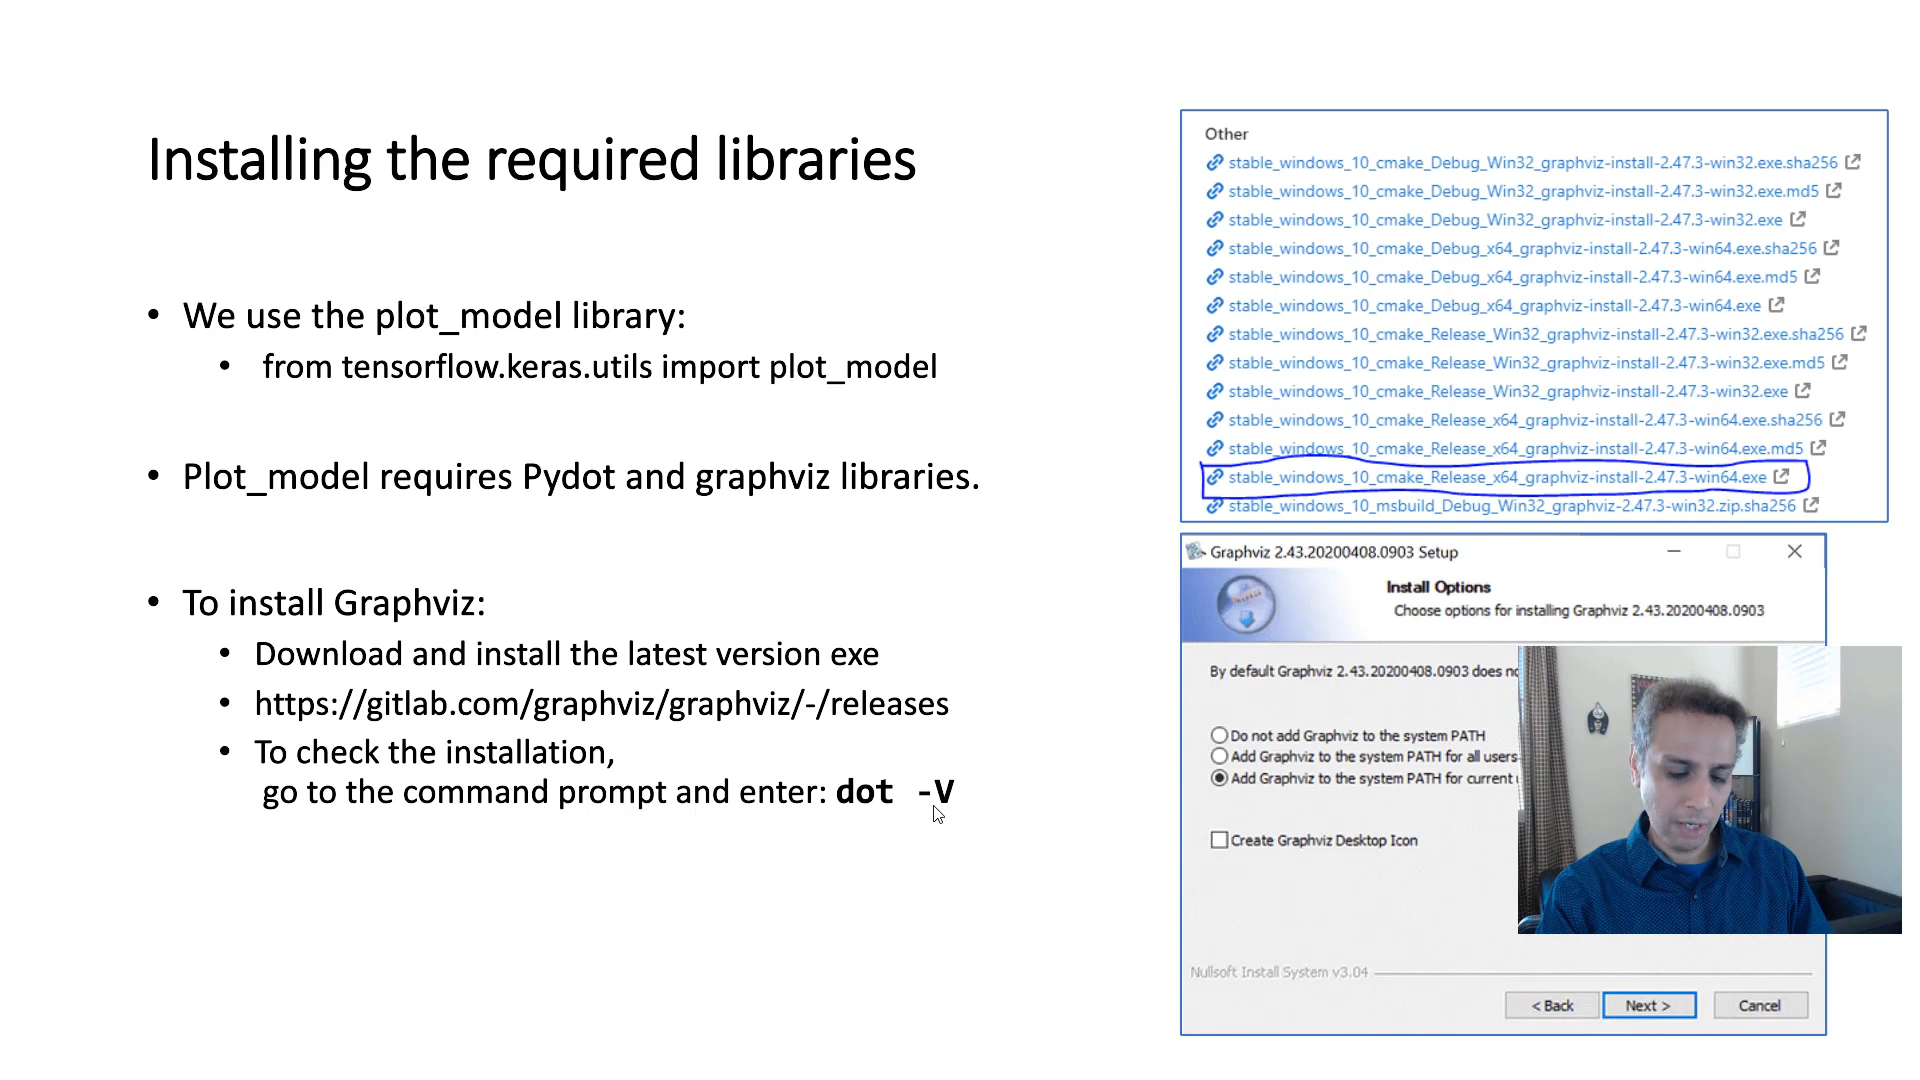 Installing the required libraries
• We use the plot_model library:
• from tensorflow.keras.utils import plot_model
• Plot_model requires Pydot and graphviz libraries.
• To install Graphviz:
• Download and install the latest version exe
• https://gitlab.com/graphviz/graphviz/-/releases
• To check the installation,
go to the command prompt and enter: dot -V
Other
stable_windows_10_cmake_Debug_Win32_graphviz-install-2.47.3-win32.exe.sha256
stable_windows_10_cmake_Debug_Win32_graphviz-install-2.47.3-win32.exe.md5
stable_windows_10_cmake_Debug_Win32_graphviz-install-2.47.3-win32.exe
stable_windows_10_cmake_Debug_x64_graphviz-install-2.47.3-win64.exe.sha256
stable_windows_10_cmake_Debug_x64_graphviz-install-2.47.3-win64.exe.md5
stable_windows_10_cmake_Debug_x64_graphviz-install-2.47.3-win64.exe
stable_windows_10_cmake_Release_Win32_graphviz-install-2.47.3-win32.exe.sha256
stable_windows_10_cmake_Release_Win32_graphviz-install-2.47.3-win32.exe.md5
stable_windows_10_cmake_Release_Win32_graphviz-install-2.47.3-win32.exe
stable_windows_10_cmake_Release_x64_graphviz-install-2.47.3-win64.exe.sha256
stable_windows_10_cmake_Release_x64_graphviz-install-2.47.3-win64.exe.md5
stable_windows_10_cmake_Release_x64_graphviz-install-2.47.3-win64.exe
stable_windows_10_msbuild_Debug_Win32_graphviz-2.47.3-win32.zip.sha256
Graphviz 2.43.20200408.0903 Setup
Install Options
Choose options for installing Graphviz 2.43.20200408.0903
By default Graphviz 2.43.20200408.0903 does
Do not add Graphviz to the system PATH
Add Graphviz to the system PATH for all users
Add Graphviz to the system PATH for current
Create Graphviz Desktop Icon
Nullsoft Install System v3.04
< Back
Next >
Cancel